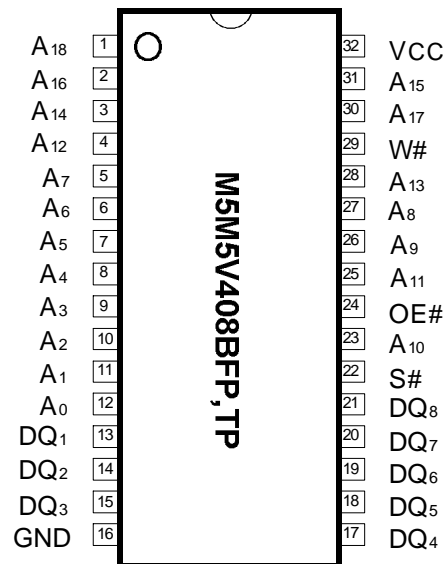 A18 1 32 VCC
A16 2 31 A15
A14 3 30 A17
A12 4 29 W#
A7 5 28 A13
A6 6 27 A8
A5 7 26 A9
A4 8 25 A11
A3 9 24 OE#
A2 10 23 A10
A1 11 22 S#
A0 12 21 DQ8
DQ1 13 20 DQ7
DQ2 14 19 DQ6
DQ3 15 18 DQ5
GND 16 17 DQ4
M5M5V408BFP,TP